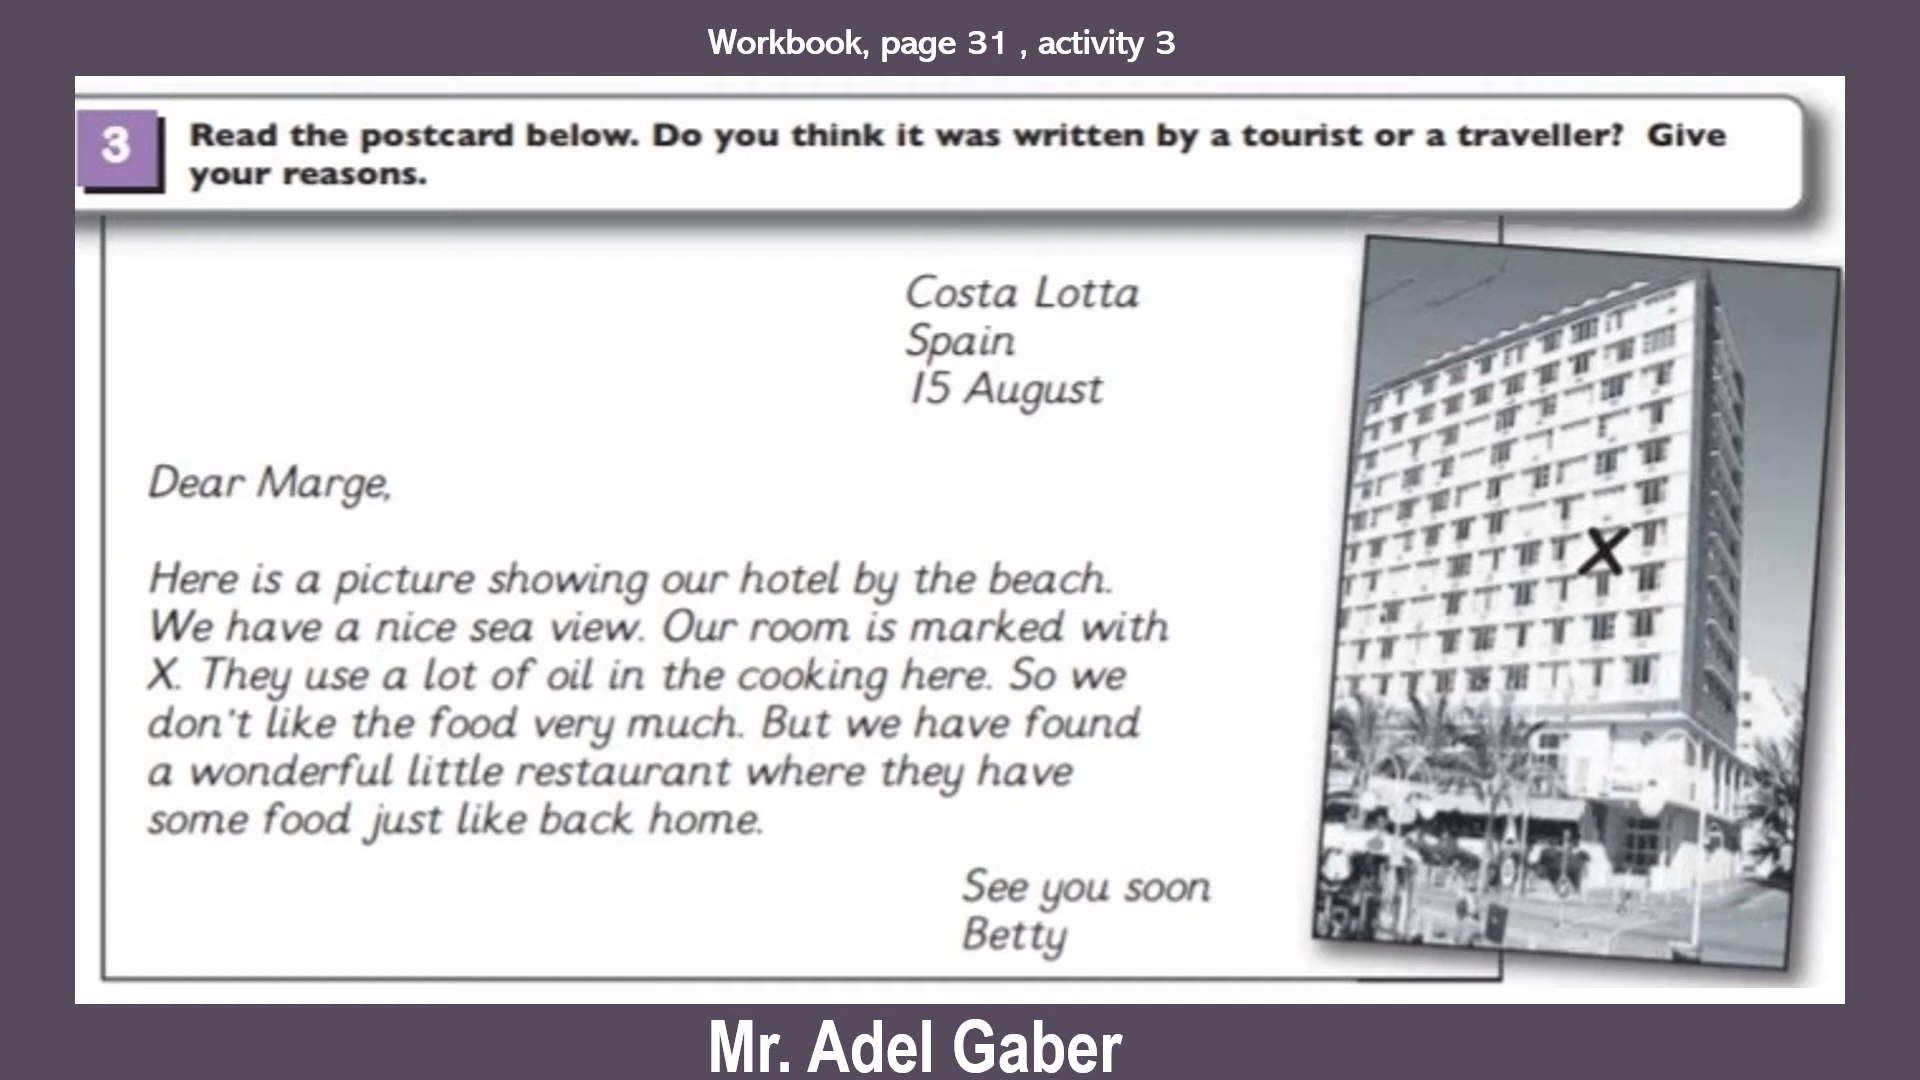 Workbook, page 31 , activity 3
3
Read the postcard below. Do you think it was written by a tourist or a traveller? Give
your reasons.
Costa Lotta
Spain
15 August
Dear Marge,
Here is a picture showing our hotel by the beach.
We have a nice sea view. Our room is marked with
X. They use a lot of oil in the cooking here. So we
don't like the food very much. But we have found
a wonderful little restaurant where they have
some food just like back home.
See you soon
Betty
X
Mr. Adel Gaber